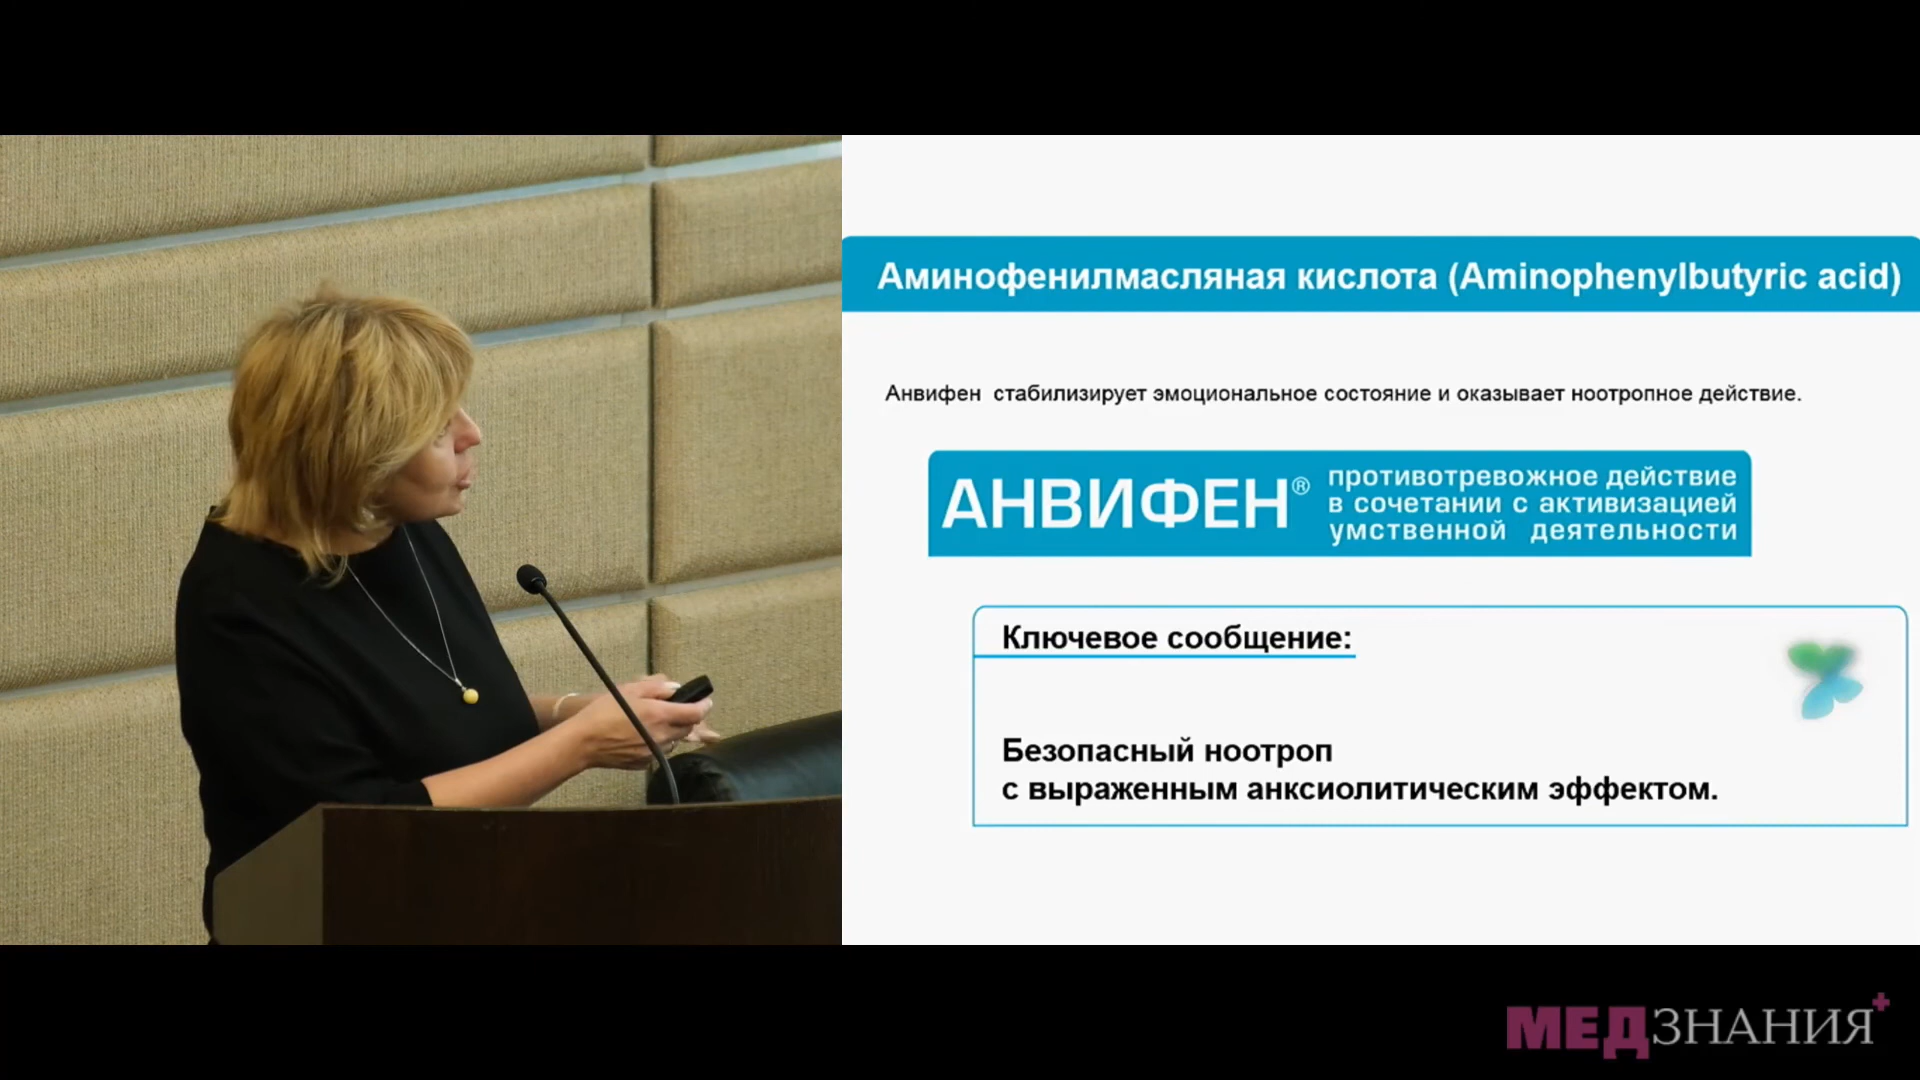 Аминофенилмасляная кислота (Aminophenylbutyric acid)
Анвифен стабилизирует эмоциональное состояние и оказывает ноотропное действие.
АНВИФЕН®
противотревожное действие
в сочетании с активизацией
умственной деятельности
Ключевое сообщение:
Безопасный ноотроп
с выраженным анксиолитическим эффектом.
МЕДЗНАНИЯ+